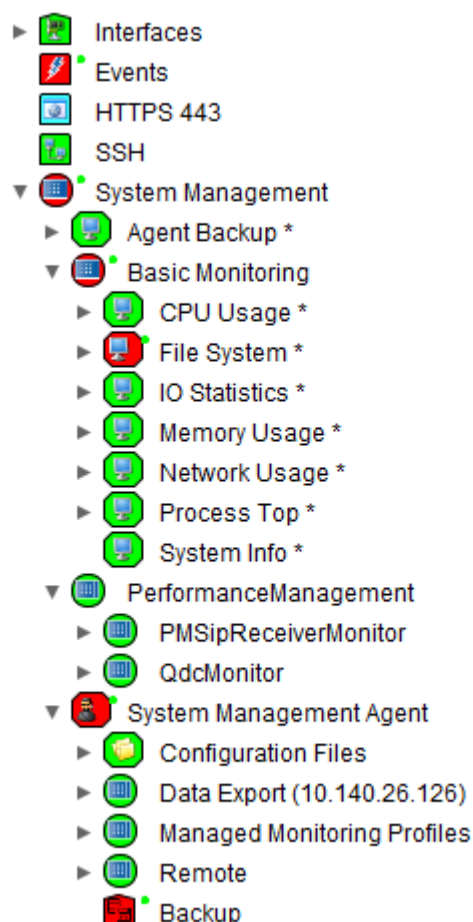 Interfaces
Events
HTTPS 443
SSH
System Management
Agent Backup *
Basic Monitoring
CPU Usage *
File System *
IO Statistics *
Memory Usage *
Network Usage *
Process Top *
System Info *
PerformanceManagement
PMSipReceiverMonitor
QdcMonitor
System Management Agent
Configuration Files
Data Export (10.140.26.126)
Managed Monitoring Profiles
Remote
Backup